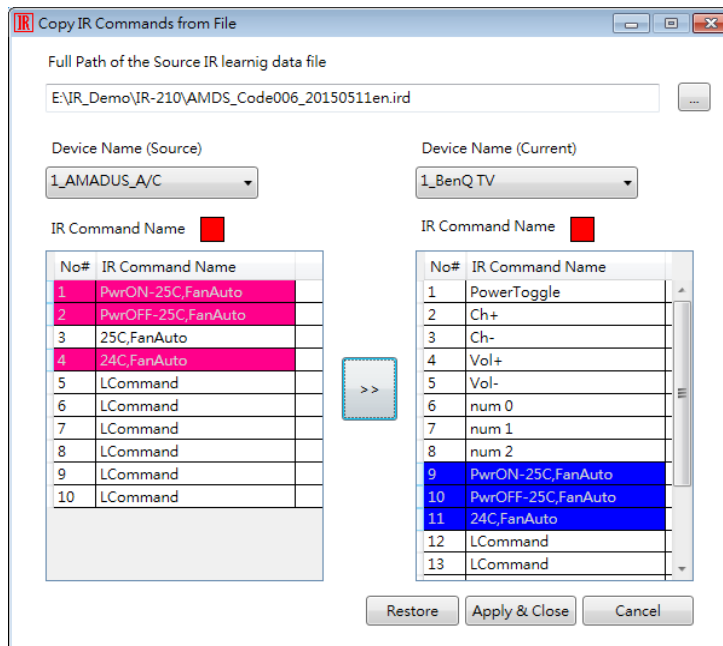 IR Copy IR Commands from File
Full Path of the Source IR learnig data file
E:\IR_Demo\IR-210\AMDS_Code006_20150511en.ird ...
Device Name (Source) Device Name (Current)
1_AMADUS_A/C 1_BenQ TV
IR Command Name IR Command Name
No# IR Command Name
1 PwrON-25C,FanAuto
2 PwrOFF-25C,FanAuto
3 25C,FanAuto
4 24C,FanAuto
5 LCommand
6 LCommand
7 LCommand
8 LCommand
9 LCommand
10 LCommand
>>
No# IR Command Name
1 PowerToggle
2 Ch+
3 Ch-
4 Vol+
5 Vol-
6 num 0
7 num 1
8 num 2
9 PwrON-25C,FanAuto
10 PwrOFF-25C,FanAuto
11 24C,FanAuto
12 LCommand
13 LCommand
Restore Apply & Close Cancel